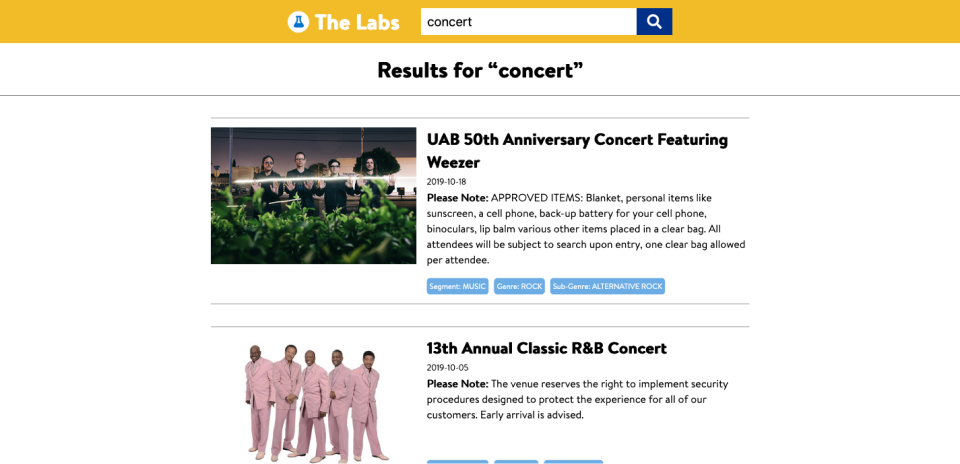 The Labs
concert
Results for “concert”
UAB 50th Anniversary Concert Featuring
Weezer
2019-10-18
Please Note: APPROVED ITEMS: Blanket, personal items like
sunscreen, a cell phone, back-up battery for your cell phone,
binoculars, lip balm various other items placed in a clear bag. All
attendees will be subject to search upon entry, one clear bag allowed
per attendee.
Segment: MUSIC Genre: ROCK Sub-Genre: ALTERNATIVE ROCK
13th Annual Classic R&B Concert
2019-10-05
Please Note: The venue reserves the right to implement security
procedures designed to protect the experience for all of our
customers. Early arrival is advised.